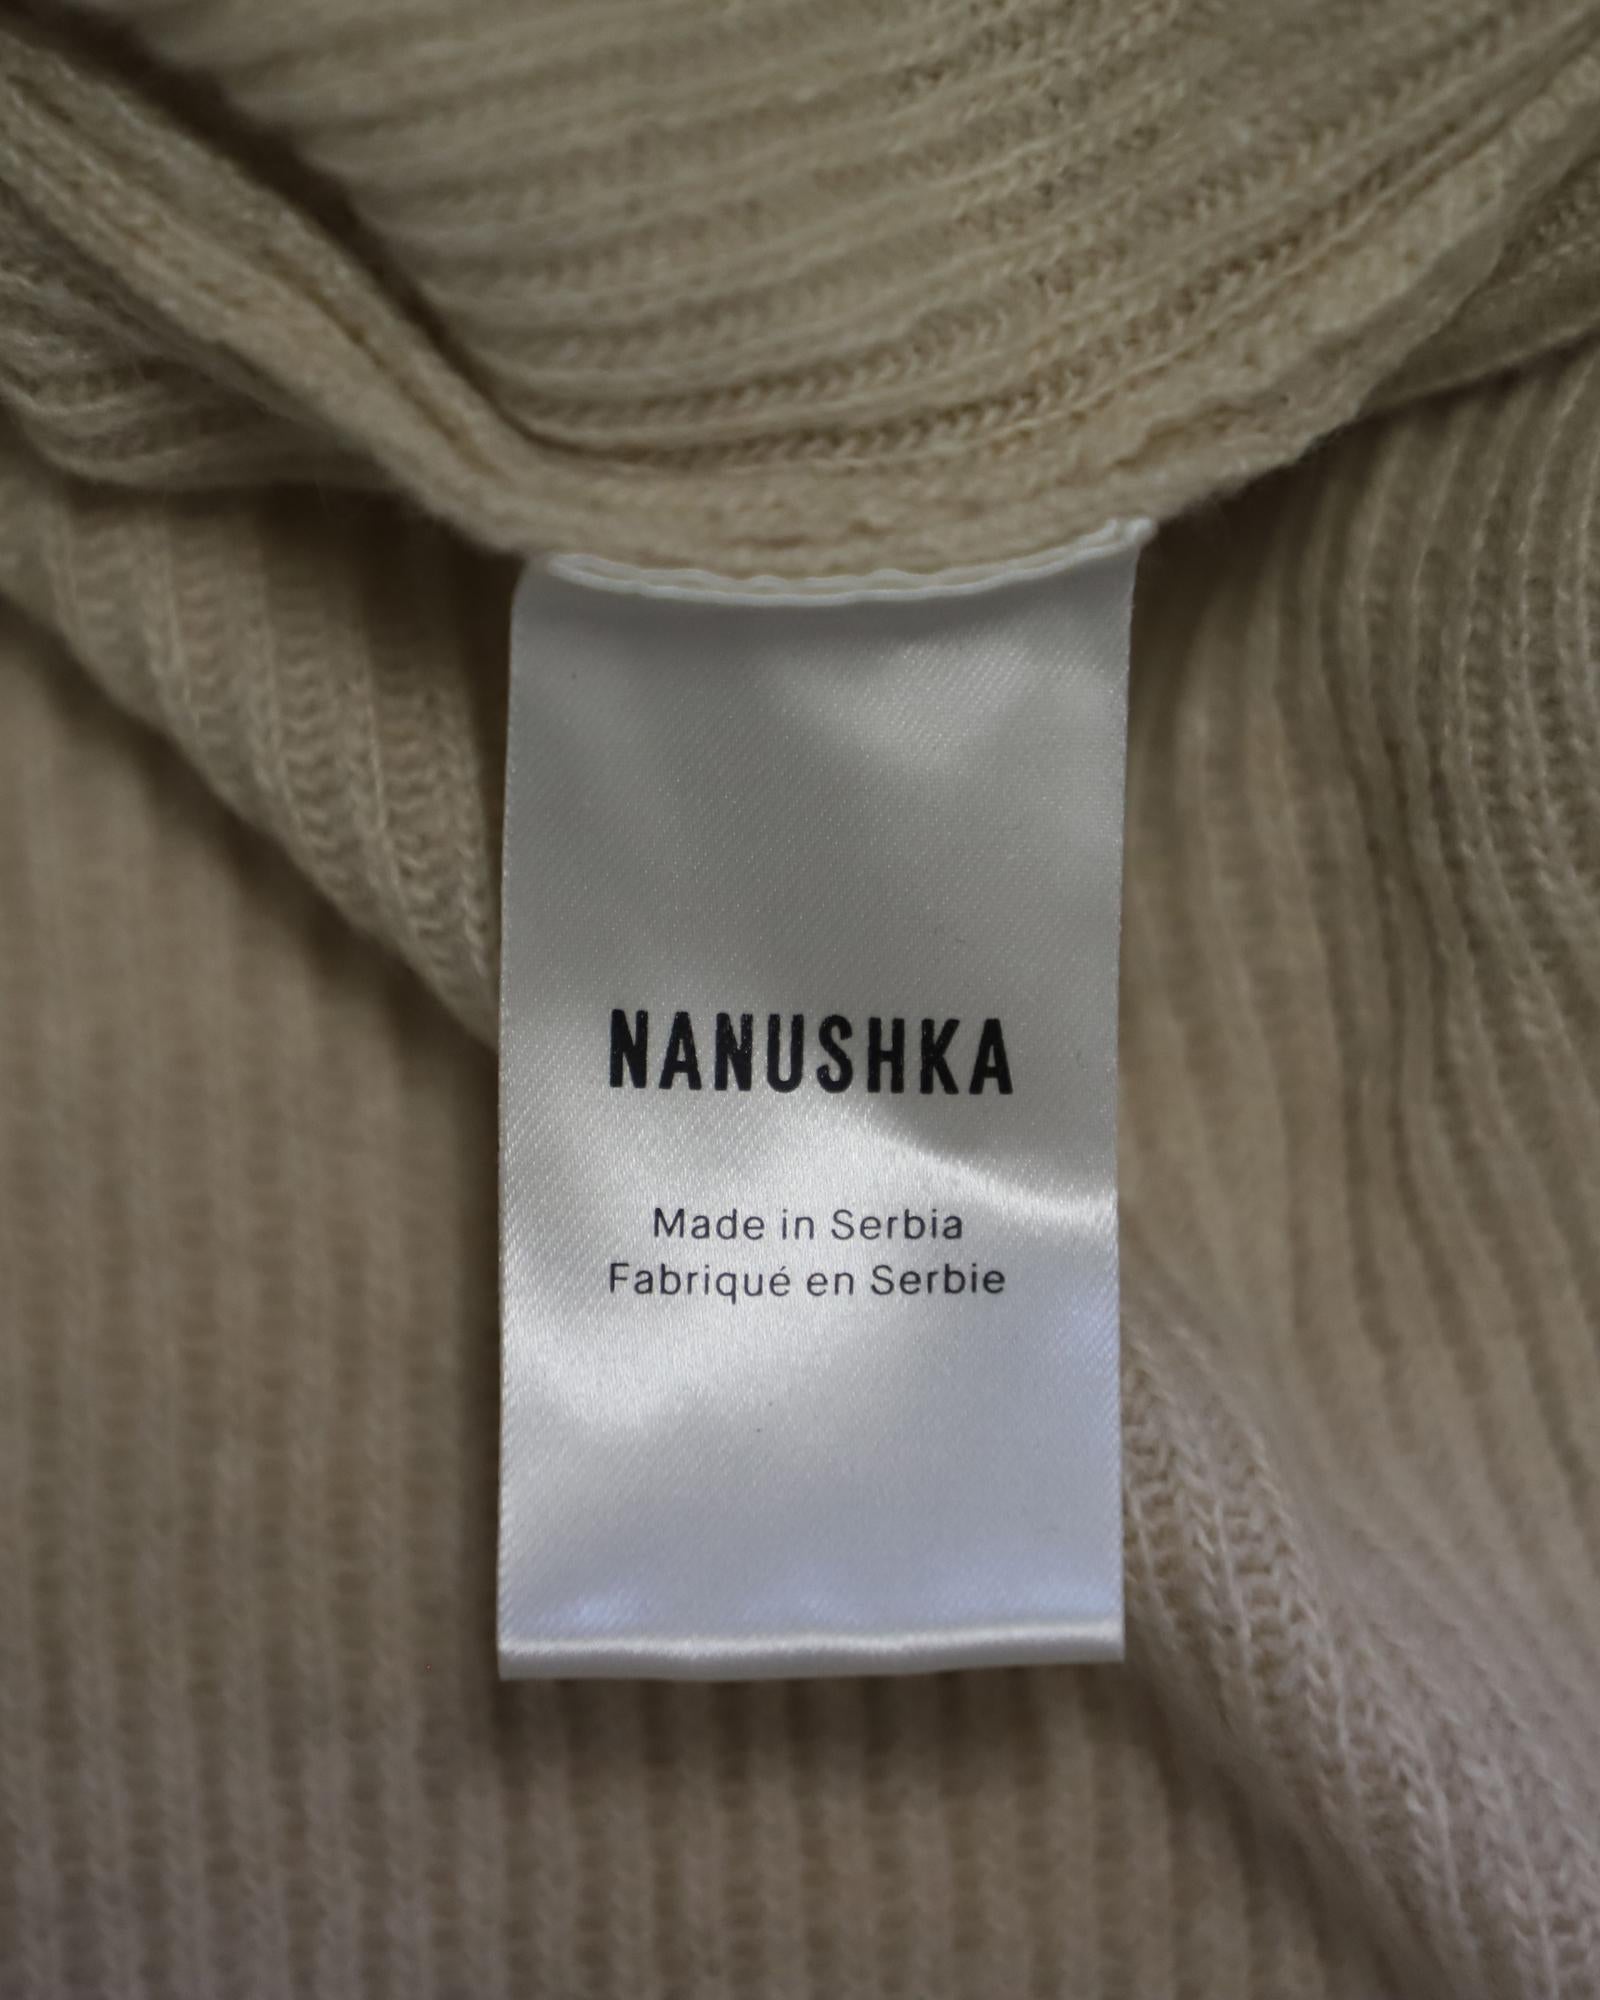 NANUSHKA
Made in Serbia
Fabriqué en Serbie